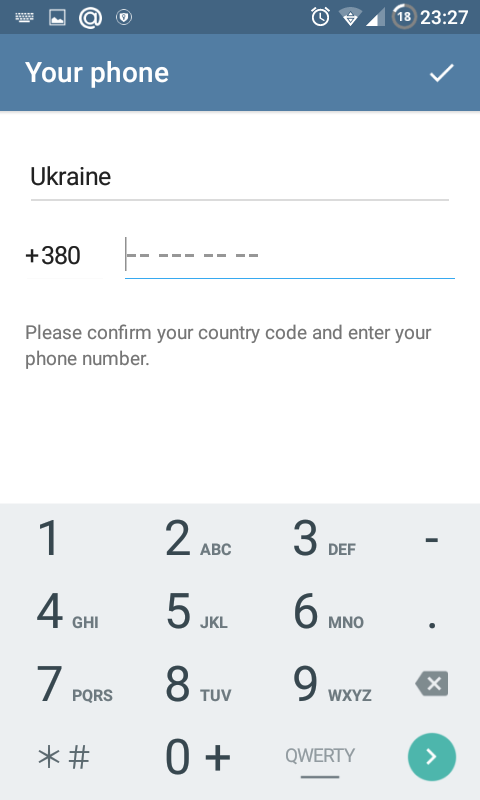 18 23:27
Your phone
Ukraine
+380 -- --- -- --
Please confirm your country code and enter your
phone number.
1 2 ABC 3 DEF -
4 GHI 5 JKL 6 MNO .
7 PQRS 8 TUV 9 WXYZ
*# 0 + QWERTY